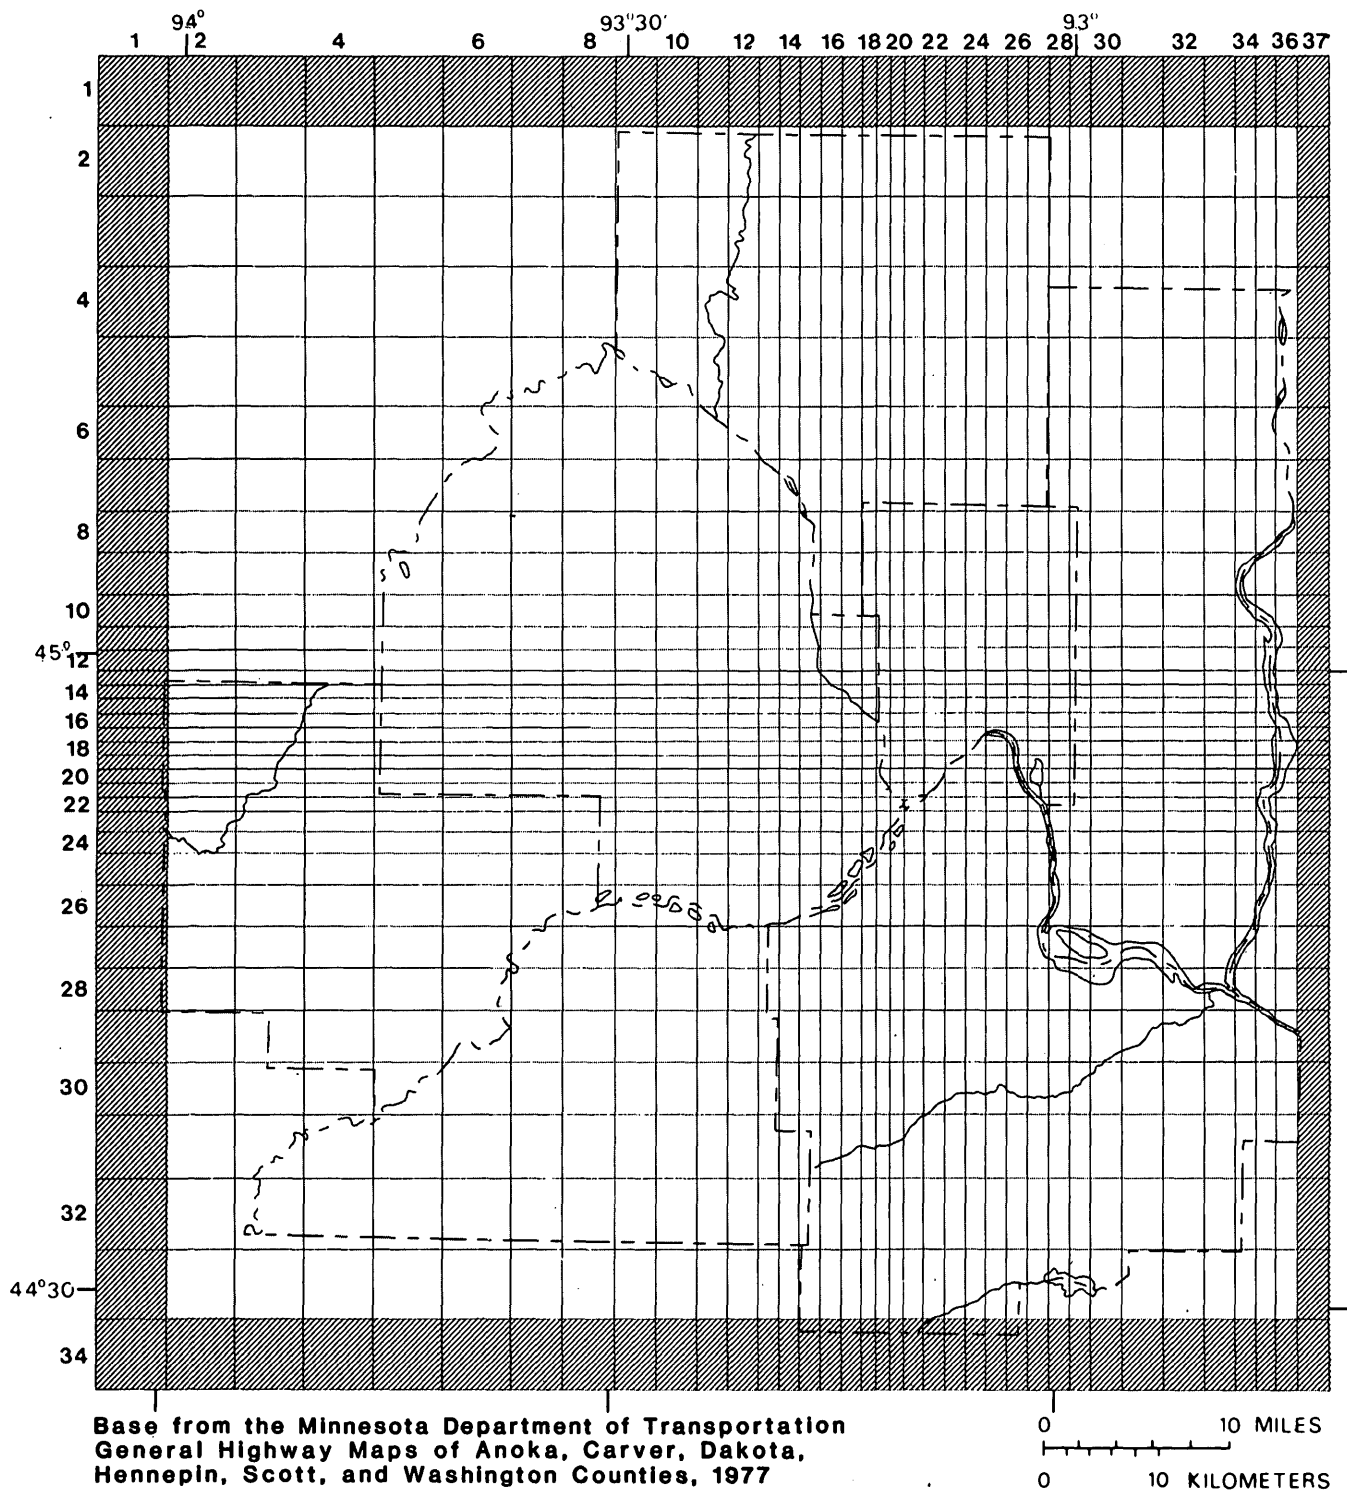 94° 93°30' 93°
1 2 4 6 8 10 12 14 16 18 20 22 24 26 28 30 32 34 36 37
1
2
4
6
8
10
45°
12
14
16
18
20
22
24
26
28
30
32
44°30
34
Base from the Minnesota Department of Transportation
General Highway Maps of Anoka, Carver, Dakota,
Hennepin, Scott, and Washington Counties, 1977
0 10 MILES
0 10 KILOMETERS